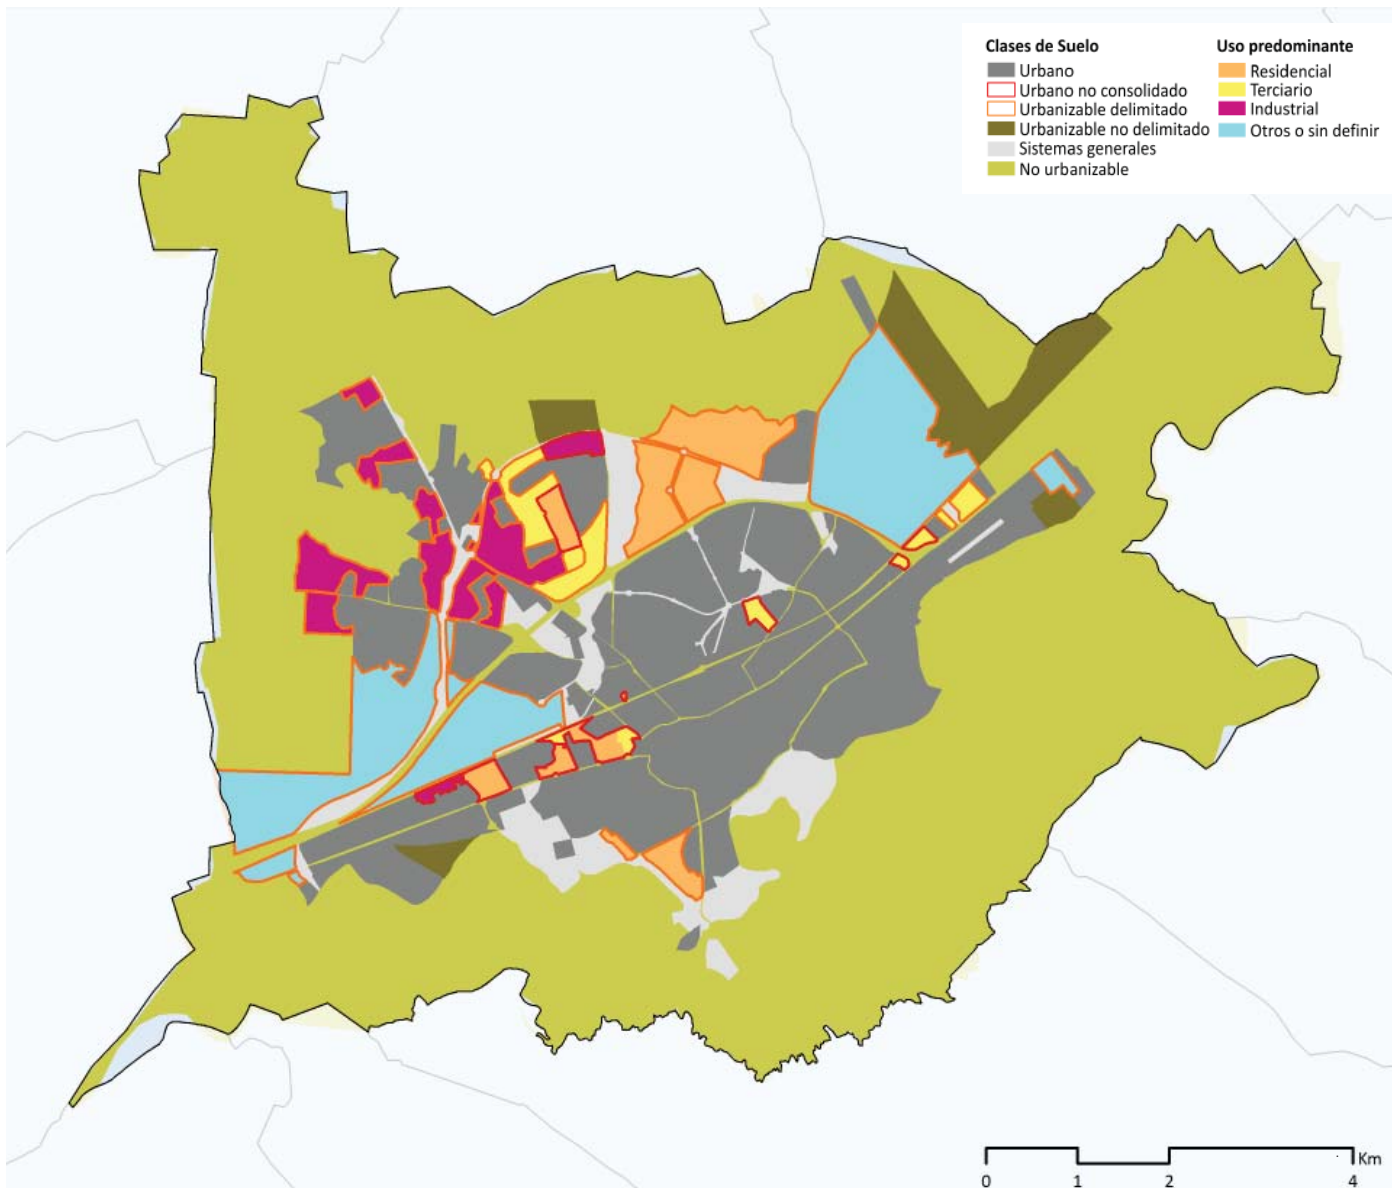 Clases de Suelo
Urbano
Urbano no consolidado
Urbanizable delimitado
Urbanizable no delimitado
Sistemas generales
No urbanizable
Uso predominante
Residencial
Terciario
Industrial
Otros o sin definir
0 1 2 4 Km